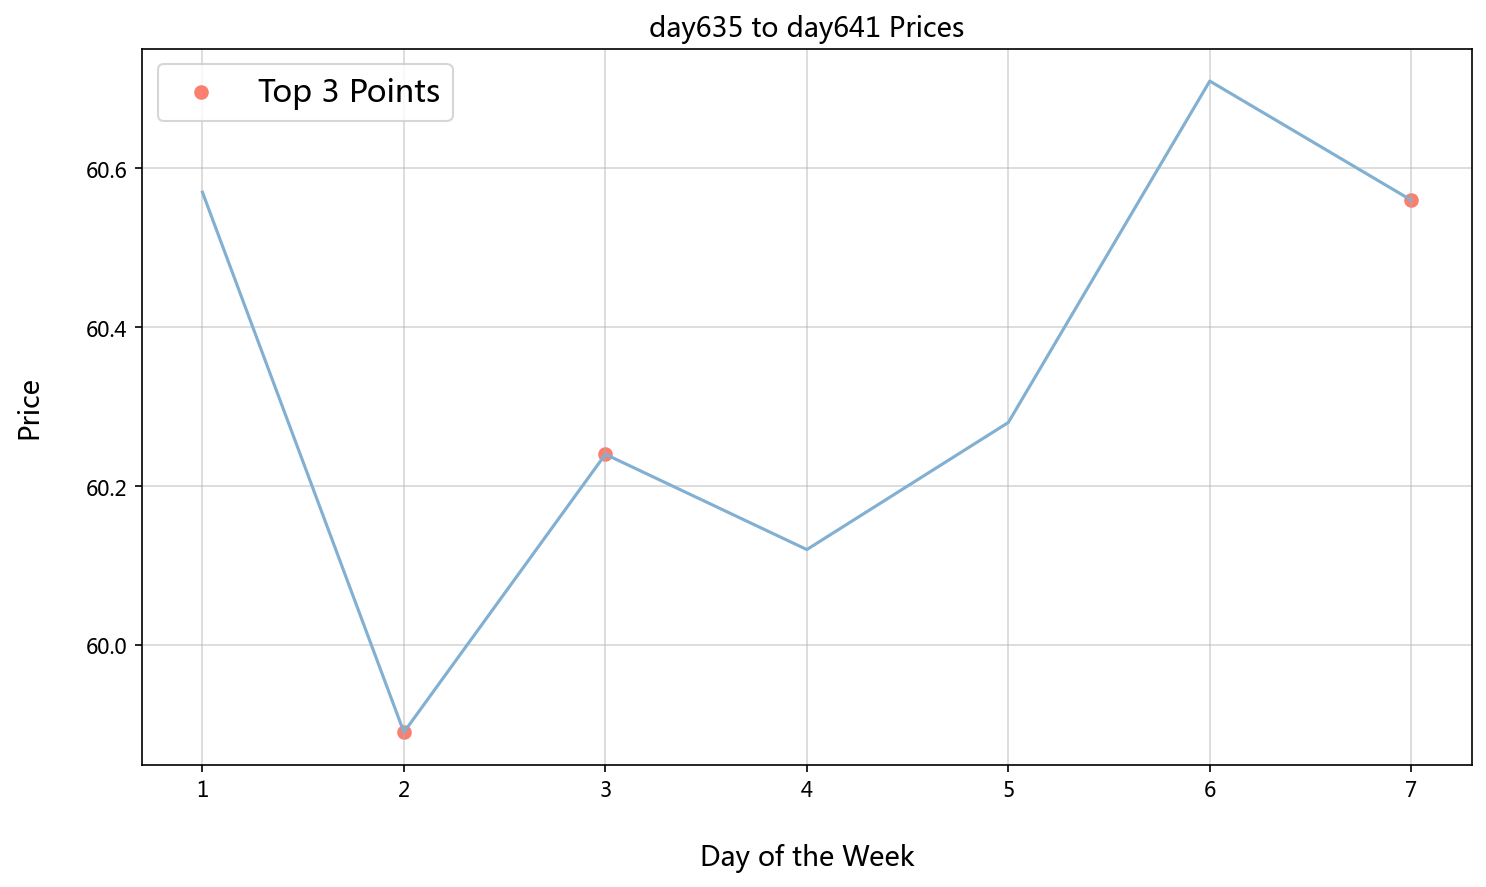 day635 to day641 Prices
Top 3 Points
60.6
60.4
60.2
60.0
Price
1 2 3 4 5 6 7
Day of the Week